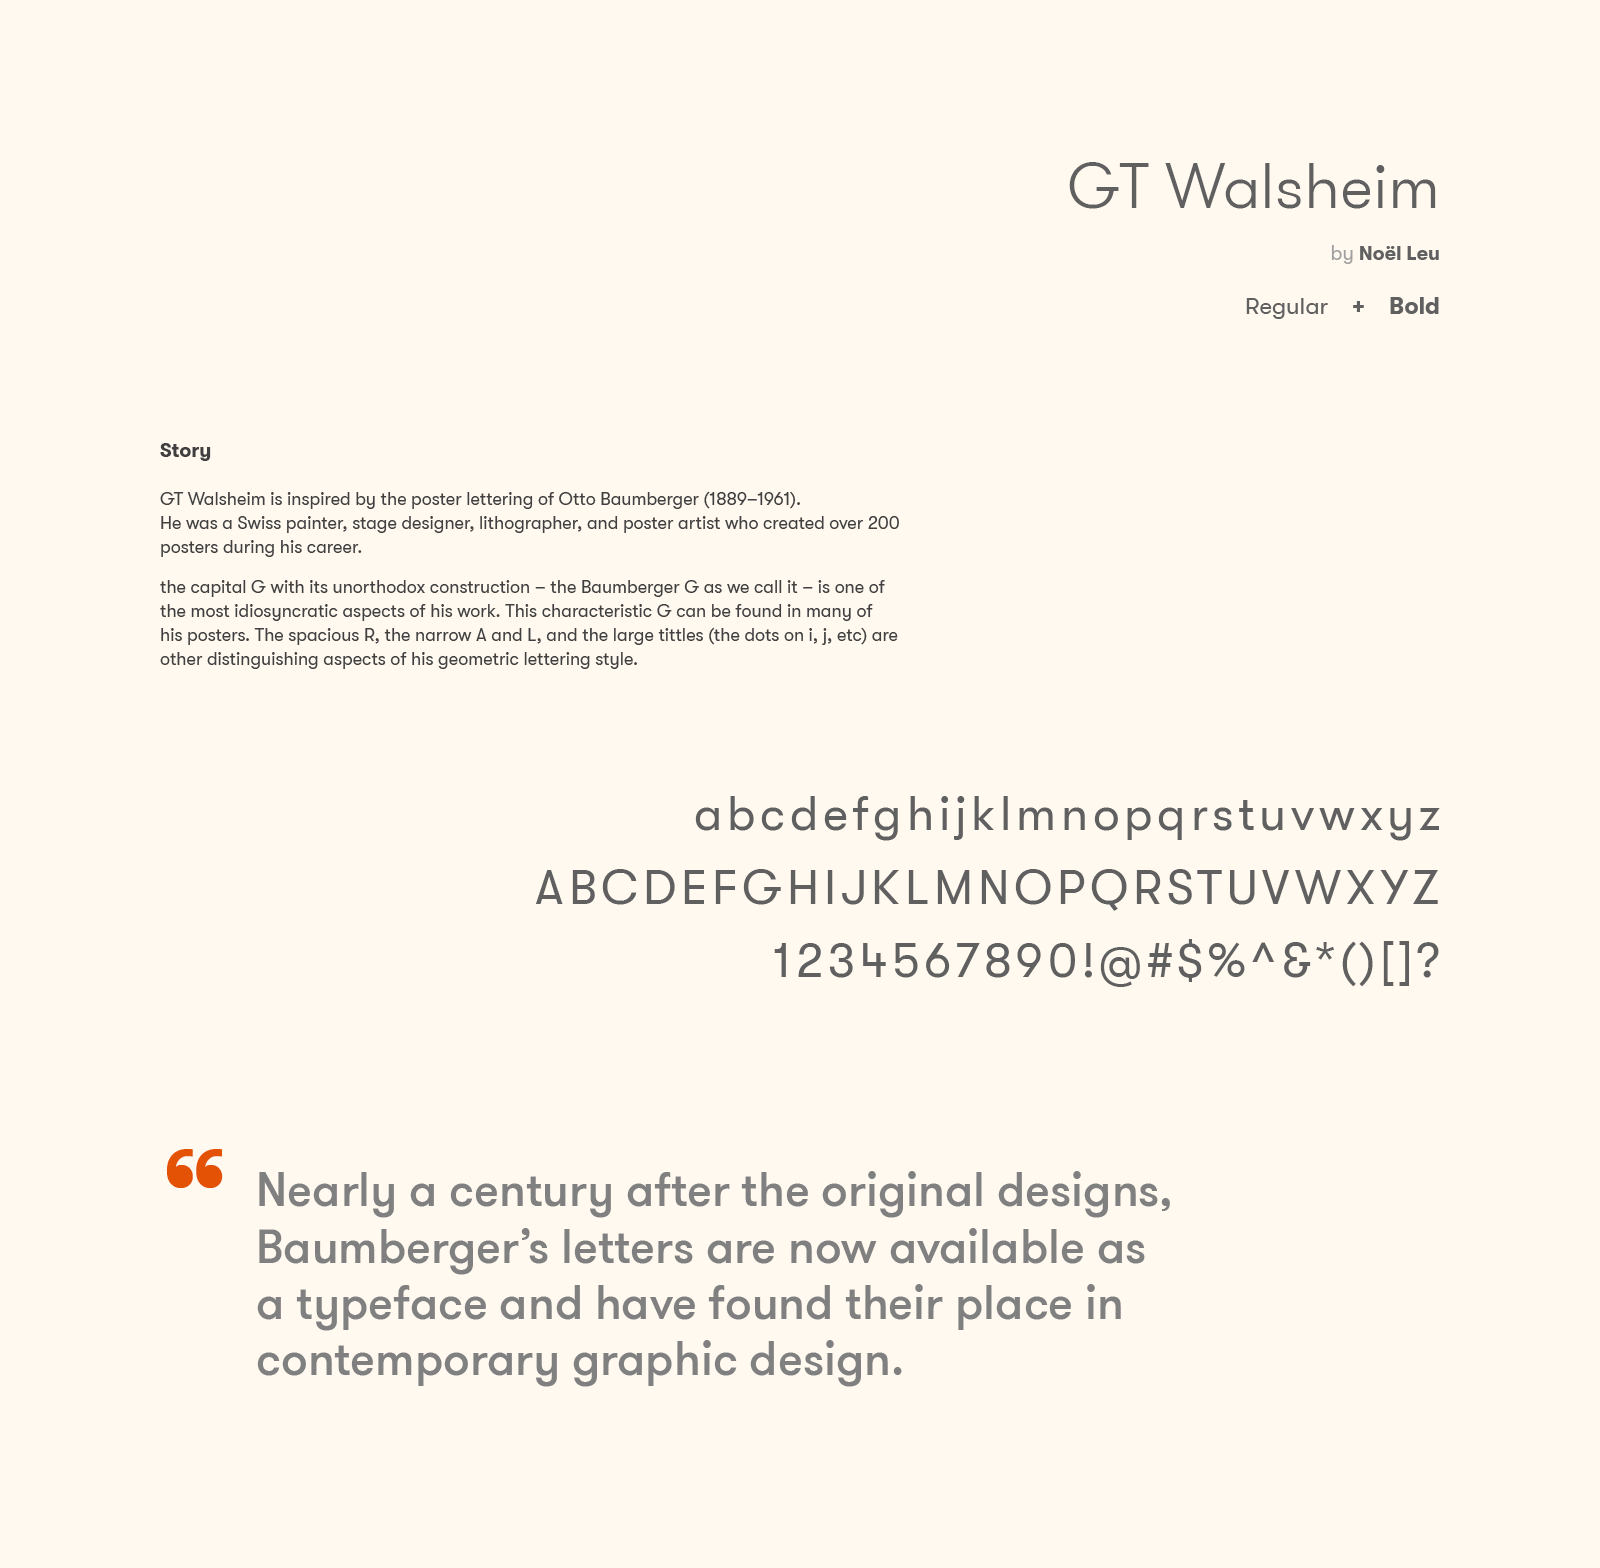 GT Walsheim
by Noël Leu
Regular + Bold
Story
GT Walsheim is inspired by the poster lettering of Otto Baumberger (1889–1961).
He was a Swiss painter, stage designer, lithographer, and poster artist who created over 200
posters during his career.
the capital G with its unorthodox construction – the Baumberger G as we call it – is one of
the most idiosyncratic aspects of his work. This characteristic G can be found in many of
his posters. The spacious R, the narrow A and L, and the large tittles (the dots on i, j, etc) are
other distinguishing aspects of his geometric lettering style.
abcdefghijklmnopqrstuvwxyz
ABCDEFGHIJKLMNOPQRSTUVWXYZ
1234567890!@#$%^&*()[]?
“ Nearly a century after the original designs,
Baumberger’s letters are now available as
a typeface and have found their place in
contemporary graphic design.